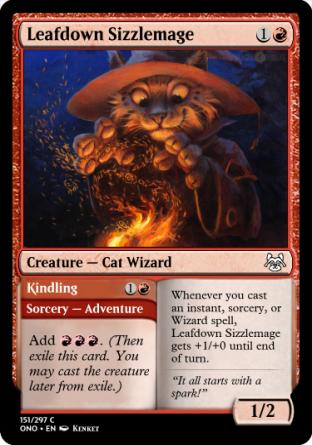 Leafdown Sizzlemage 1
Creature — Cat Wizard
Kindling 1
Sorcery — Adventure
Add (Then
exile this card. You
may cast the creature
later from exile.)
Whenever you cast
an instant, sorcery, or
Wizard spell,
Leafdown Sizzlemage
gets +1/+0 until end
of turn.
“It all starts with a
spark!”
1/2
151/297 C
ONO • EN Kenket